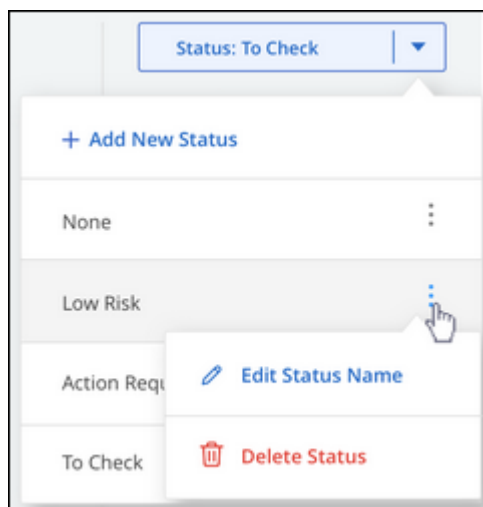 Status: To Check
+ Add New Status
None
Low Risk
Action Requ
Edit Status Name
To Check
Delete Status